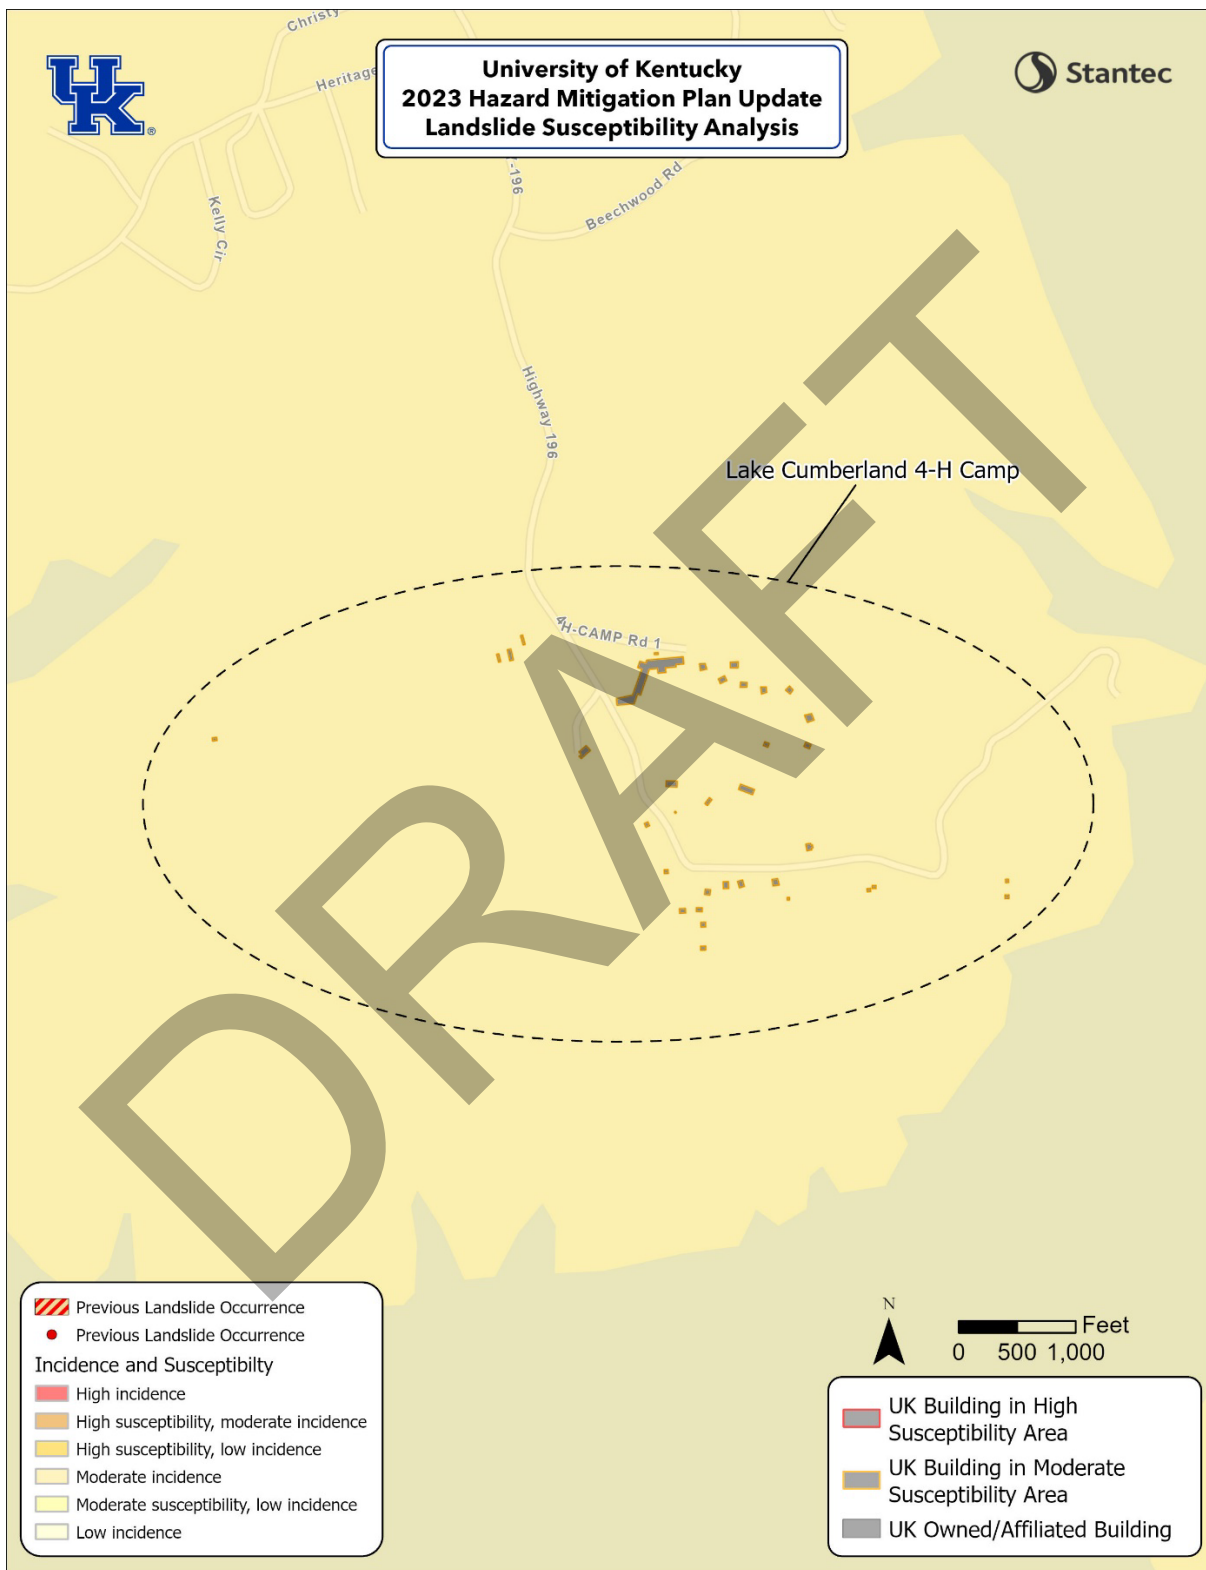 Christy
Heritage
University of Kentucky
2023 Hazard Mitigation Plan Update
Landslide Susceptibility Analysis
UK
®
Stantec
-196
Beechwood Rd
Kelly Cir
Highway 196
Lake Cumberland 4-H Camp
4H-CAMP Rd 1
DRAFT
Previous Landslide Occurrence
Previous Landslide Occurrence
Incidence and Susceptibilty
High incidence
High susceptibility, moderate incidence
High susceptibility, low incidence
Moderate incidence
Moderate susceptibility, low incidence
Low incidence
N
Feet
0 500 1,000
UK Building in High
Susceptibility Area
UK Building in Moderate
Susceptibility Area
UK Owned/Affiliated Building